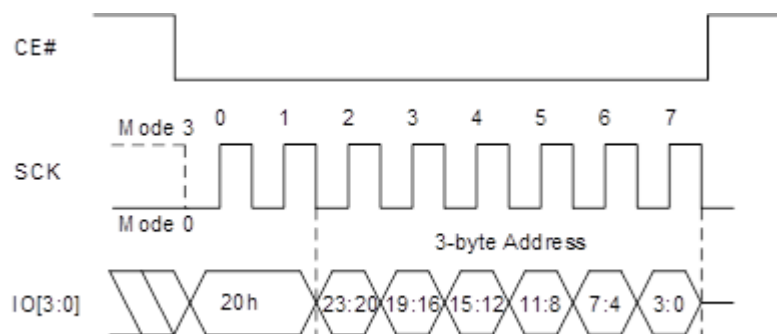 CE#
0 1 2 3 4 5 6 7
Mode 3
SCK
Mode 0
3-byte Address
IO[3:0] 20h 23:20 19:16 15:12 11:8 7:4 3:0